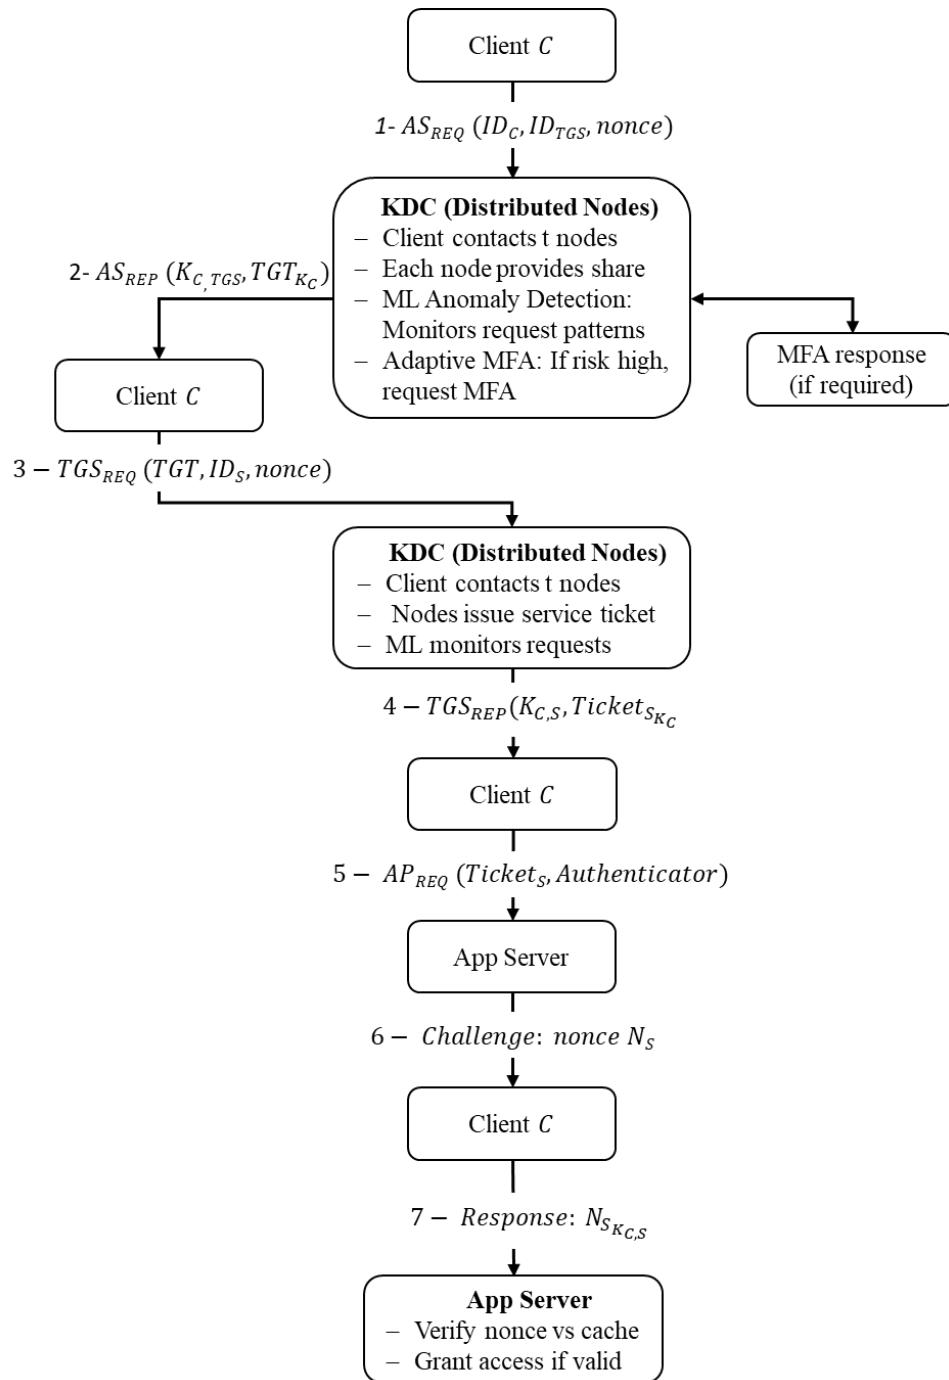 Client C
1- AS_REQ (ID_C, ID_TGS, nonce)
KDC (Distributed Nodes)
– Client contacts t nodes
– Each node provides share
– ML Anomaly Detection:
Monitors request patterns
– Adaptive MFA: If risk high,
request MFA
2- AS_REP (K_C,TGS, TGT_K_C)
MFA response
(if required)
Client C
3 – TGS_REQ (TGT, ID_S, nonce)
KDC (Distributed Nodes)
– Client contacts t nodes
– Nodes issue service ticket
– ML monitors requests
4 – TGS_REP(K_C,S, Ticket_S_K_C
Client C
5 – AP_REQ (Ticket_S, Authenticator)
App Server
6 – Challenge: nonce N_S
Client C
7 – Response: N_S_K_C,S
App Server
– Verify nonce vs cache
– Grant access if valid